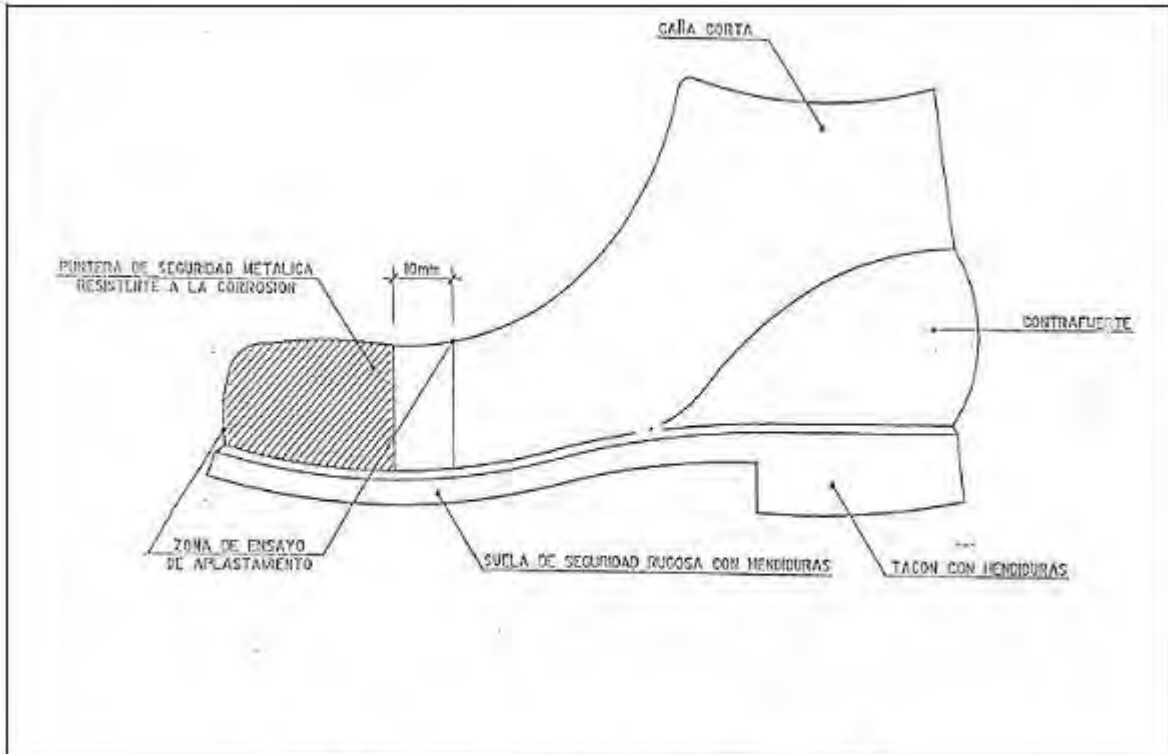 CAÑA CORTA
PUNTERA DE SEGURIDAD METALICA
RESISTENTE A LA CORROSION
10mm
CONTRAFUERTE
ZONA DE ENSAYO
DE APLASTAMIENTO
SUELA DE SEGURIDAD RUGOSA CON HENDIDURAS
TACON CON HENDIDURAS